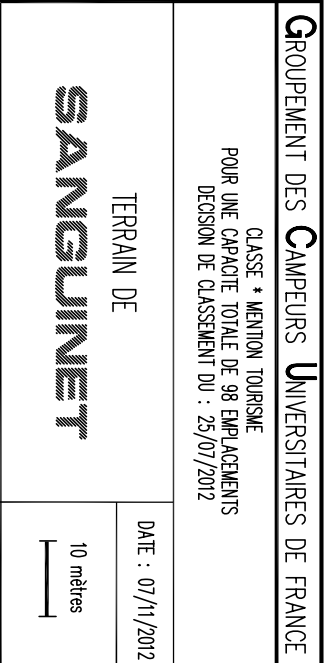 GROUPEMENT DES CAMPEURS UNIVERSITAIRES DE FRANCE
CLASSE * MENTION TOURISME
POUR UNE CAPACITE TOTALE DE 98 EMPLACEMENTS
DECISION DE CLASSEMENT DU : 25/07/2012
TERRAIN DE
SANGUINET
DATE : 07/11/2012
10 mètres